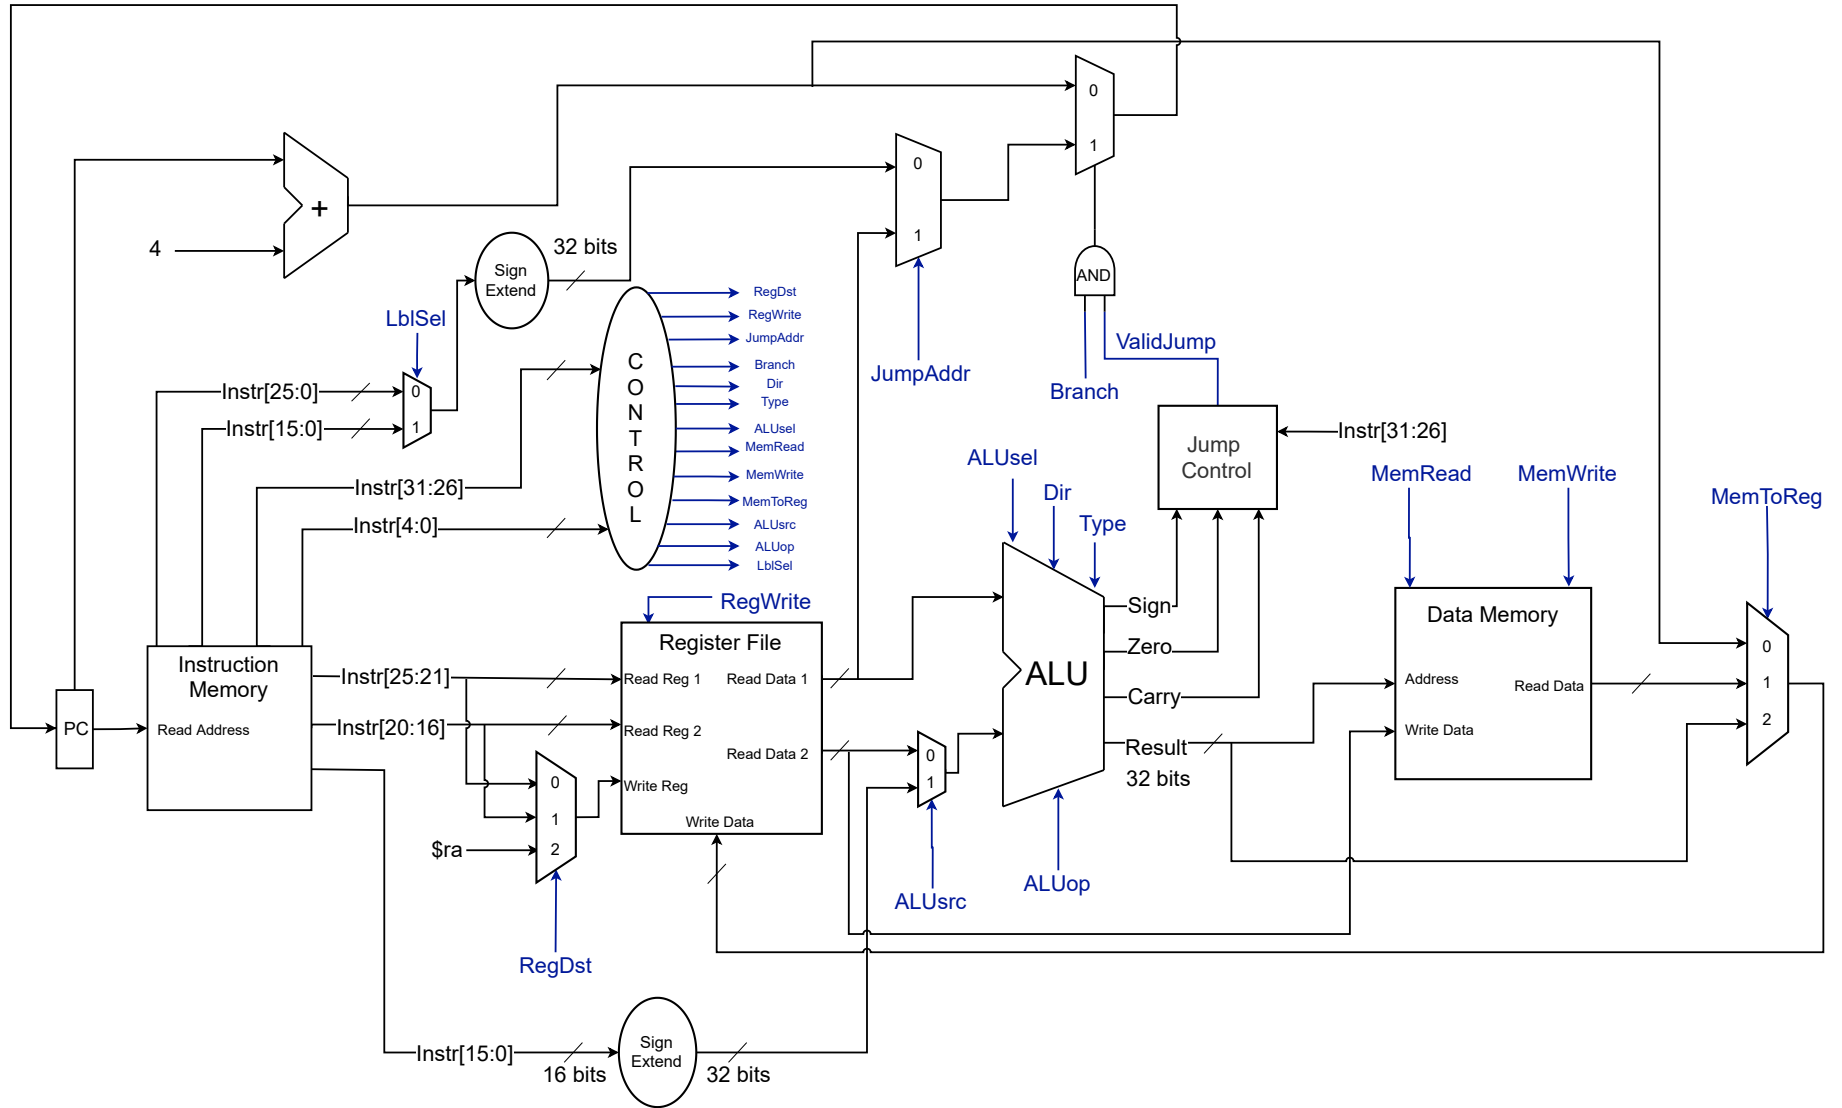 0
1
0
1
+
4
Sign
Extend
32 bits
AND
ValidJump
Branch
JumpAddr
LblSel
Instr[25:0]
Instr[15:0]
0
1
Instr[31:26]
Instr[4:0]
C
O
N
T
R
O
L
RegDst
RegWrite
JumpAddr
Branch
Dir
Type
ALUsel
MemRead
MemWrite
MemToReg
ALUsrc
ALUop
LblSel
Jump
Control
Instr[31:26]
ALUsel
Dir
Type
MemRead
MemWrite
MemToReg
RegWrite
PC
Instruction
Memory
Read Address
Instr[25:21]
Instr[20:16]
0
1
2
$ra
RegDst
Register File
Read Reg 1
Read Data 1
Read Reg 2
Read Data 2
Write Reg
Write Data
0
1
ALUsrc
ALU
Sign
Zero
Carry
Result
32 bits
ALUop
Data Memory
Address
Read Data
Write Data
0
1
2
Instr[15:0]
16 bits
Sign
Extend
32 bits